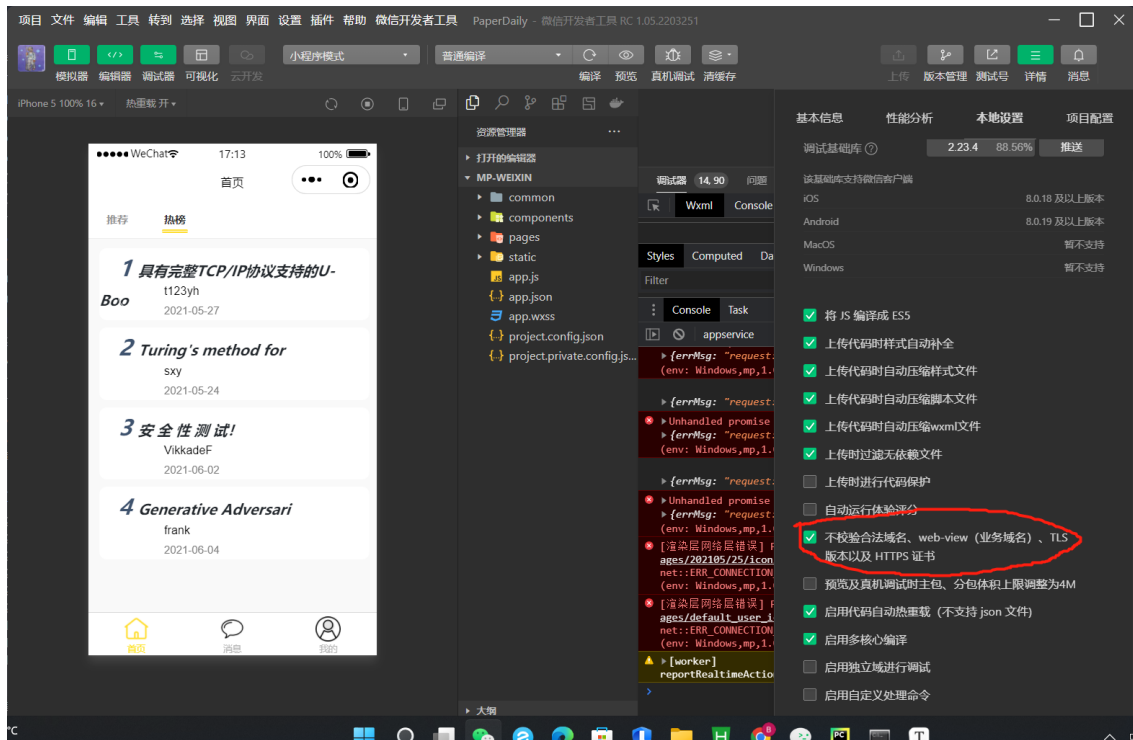 项目 文件 编辑 工具 转到 选择 视图 界面 设置 插件 帮助 微信开发者工具 PaperDaily - 微信开发者工具 RC 1.05.2203251
小程序模式 普通编译
模拟器 编辑器 调试器 可视化 云开发 编译 预览 真机调试 清缓存 上传 版本管理 测试号 详情 消息
iPhone 5 100% 16 热重载 开
WeChat 17:13 100%
首页
推荐 热榜
1 具有完整TCP/IP协议支持的U-
Boo
t123yh
2021-05-27
2 Turing's method for
sxy
2021-05-24
3 安全性测试!
VikkadeF
2021-06-02
4 Generative Adversari
frank
2021-06-04
首页 消息 我的
资源管理器 ...
打开的编辑器
MP-WEIXIN
common
components
pages
static
JS app.js
{..} app.json
app.wxss
{..} project.config.json
{..} project.private.config.js...
大纲
调试器 14, 90 问题
Wxml Console
Styles Computed Da
Filter
Console Task
appservice
{errMsg: "request:
(env: Windows,mp,1.
{errMsg: "request:
Unhandled promise
{errMsg: "request:
(env: Windows,mp,1.
{errMsg: "request:
Unhandled promise
{errMsg: "request:
(env: Windows,mp,1.
[渲染层网络层错误]
ages/202105/25/icon
net::ERR_CONNECTION
(env: Windows,mp,1.
[渲染层网络层错误]
ages/default_user_i
net::ERR_CONNECTION
(env: Windows,mp,1.
[worker]
reportRealtimeActio
基本信息 性能分析 本地设置 项目配置
调试基础库 ? 2.23.4 88.56% 推送
该基础库支持微信客户端
iOS 8.0.18 及以上版本
Android 8.0.19 及以上版本
MacOS 暂不支持
Windows 暂不支持
将 JS 编译成 ES5
上传代码时样式自动补全
上传代码时自动压缩样式文件
上传代码时自动压缩脚本文件
上传代码时自动压缩wxml文件
上传时过滤无依赖文件
上传时进行代码保护
自动运行体验评分
不校验合法域名、web-view（业务域名）、TLS
版本以及 HTTPS 证书
预览及真机调试时主包、分包体积上限调整为4M
启用代码自动热重载（不支持 json 文件）
启用多核心编译
启用独立域进行调试
启用自定义处理命令
°C
PC
T